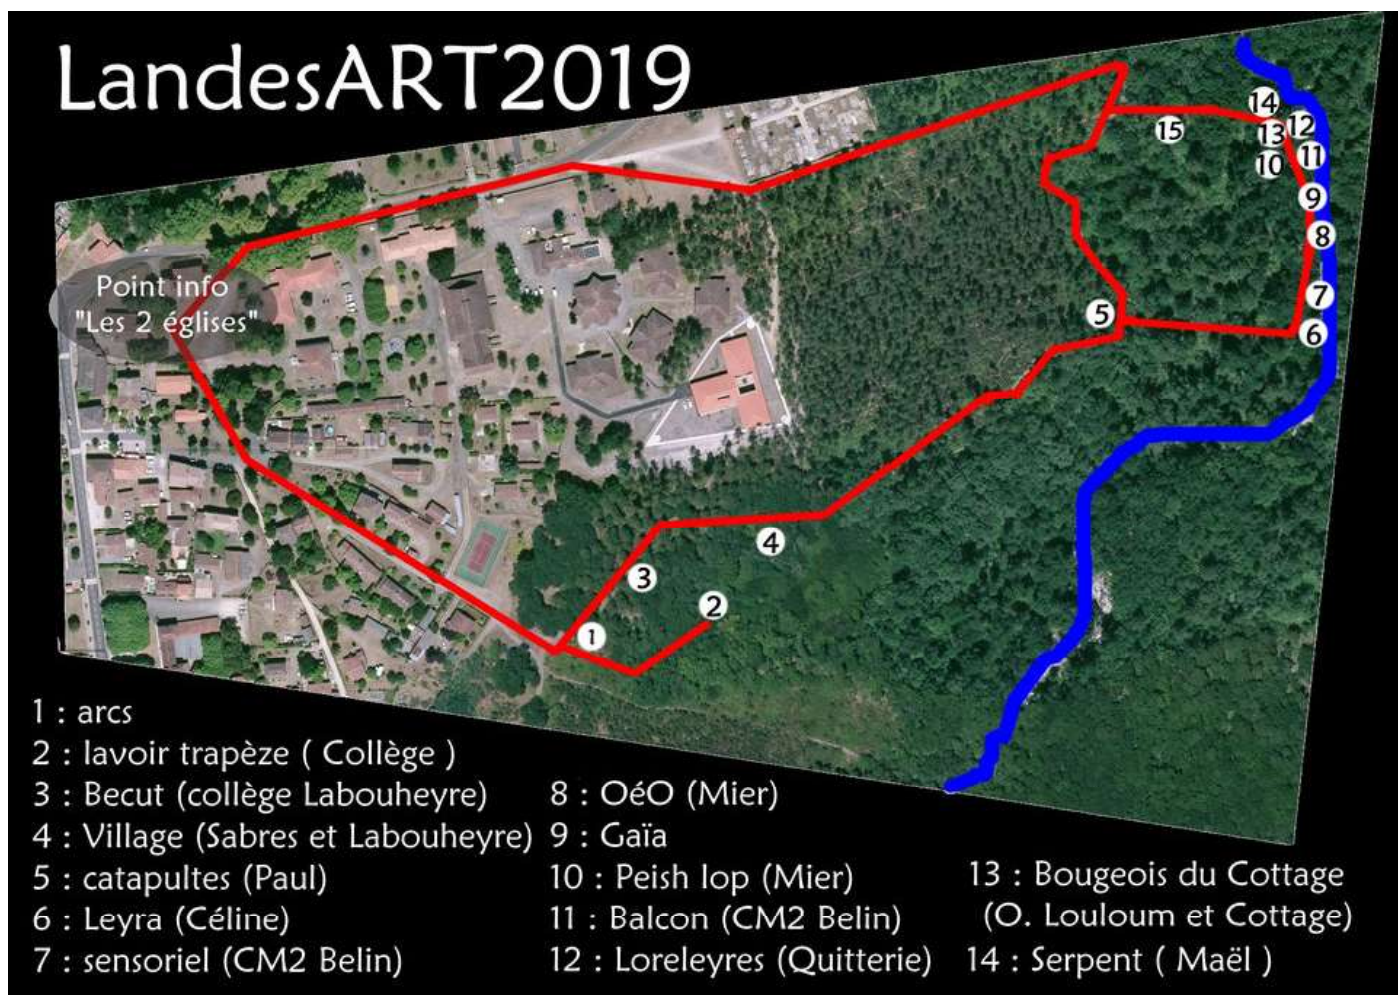 LandesART2019
Point info
"Les 2 églises"
14
12
15
13
11
10
9
8
7
5
6
4
3
2
1
1 : arcs
2 : lavoir trapèze ( Collège )
3 : Becut (collège Labouheyre)
4 : Village (Sabres et Labouheyre)
5 : catapultes (Paul)
6 : Leyra (Céline)
7 : sensoriel (CM2 Belin)
8 : OéO (Mier)
9 : Gaïa
10 : Peish lop (Mier)
11 : Balcon (CM2 Belin)
12 : Loreleyres (Quitterie)
13 : Bougeois du Cottage
(O. Louloum et Cottage)
14 : Serpent ( Maël )